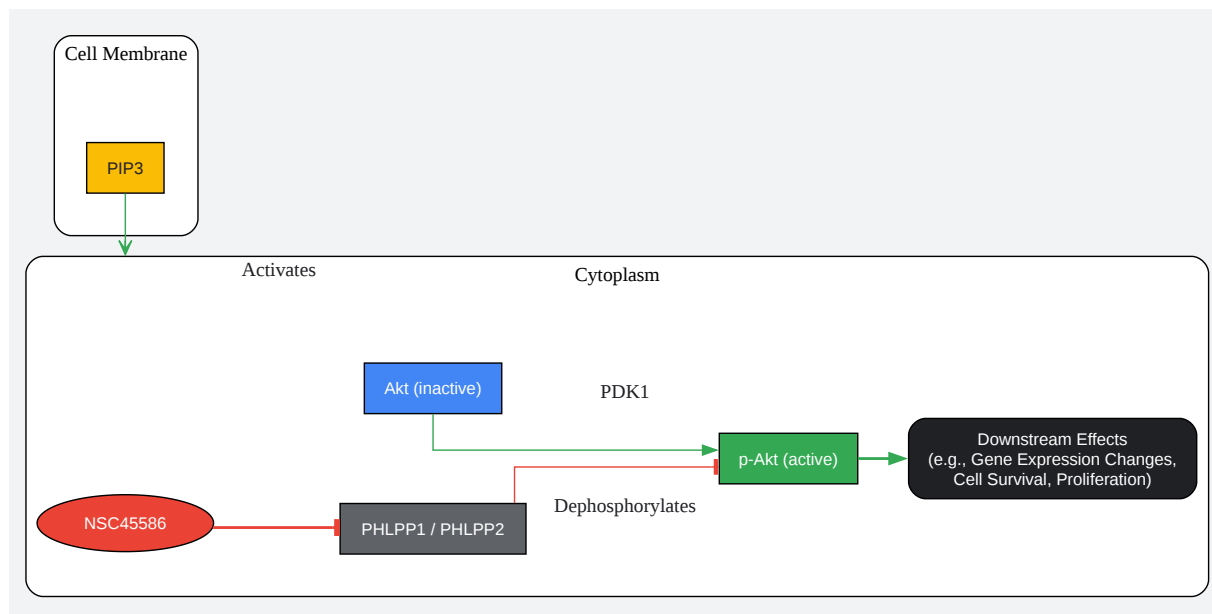 Cell Membrane
PIP3
Activates
Cytoplasm
Akt (inactive)
PDK1
p-Akt (active)
Downstream Effects
(e.g., Gene Expression Changes,
Cell Survival, Proliferation)
Dephosphorylates
NSC45586
PHLPP1 / PHLPP2